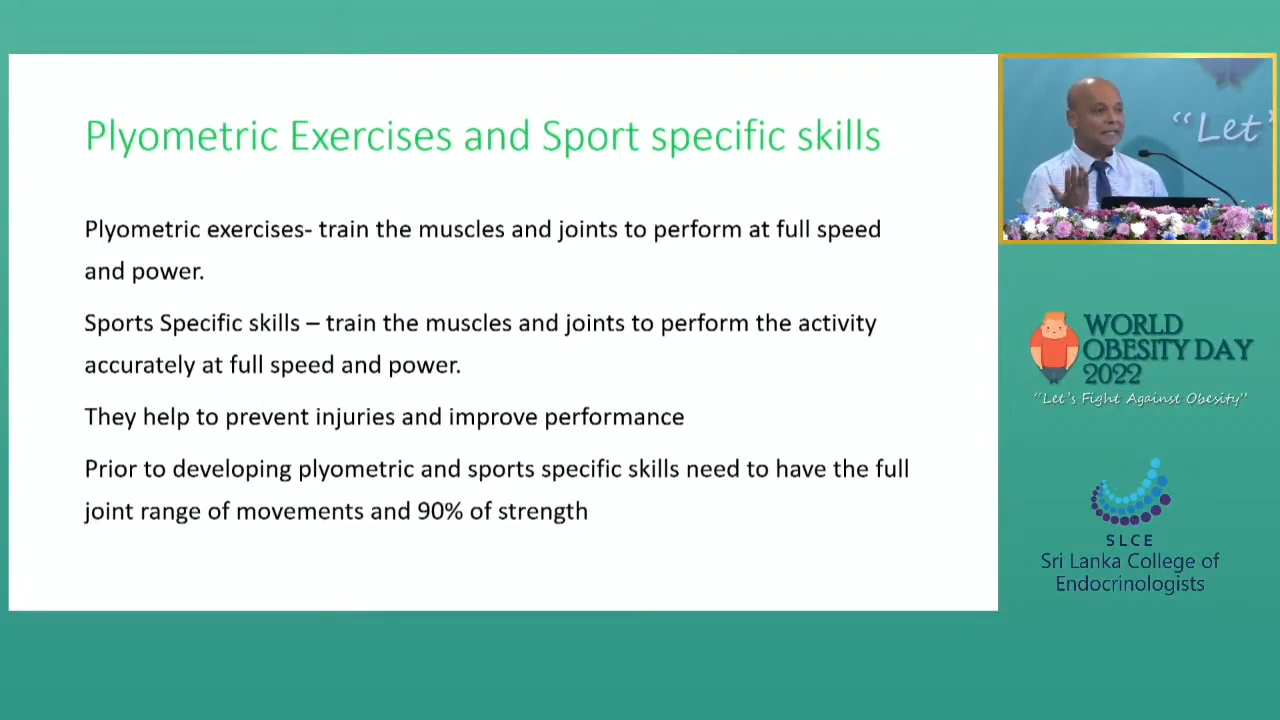 Plyometric Exercises and Sport specific skills
Plyometric exercises- train the muscles and joints to perform at full speed
and power.
Sports Specific skills – train the muscles and joints to perform the activity
accurately at full speed and power.
They help to prevent injuries and improve performance
Prior to developing plyometric and sports specific skills need to have the full
joint range of movements and 90% of strength
“Let’
WORLD
OBESITY DAY
2022
“Let’s Fight Against Obesity”
SLCE
Sri Lanka College of
Endocrinologists